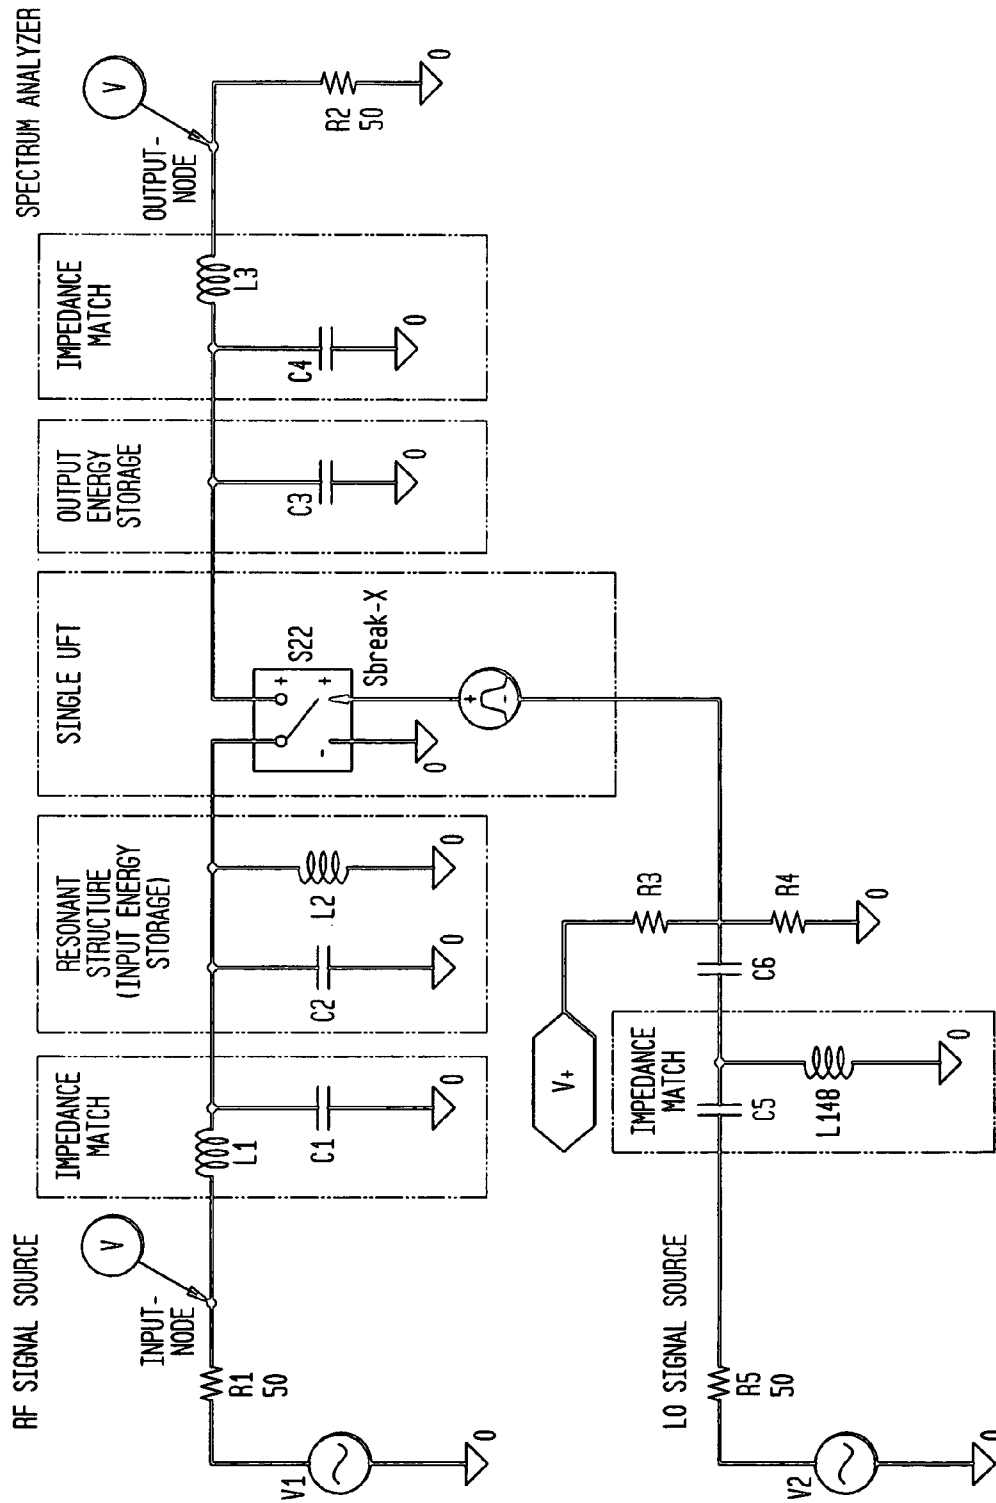 RF SIGNAL SOURCE
V1
0
R1
50
INPUT-
NODE
V
IMPEDANCE
MATCH
L1
C1
0
RESONANT
STRUCTURE
(INPUT ENERGY
STORAGE)
C2
0
L2
0
SINGLE UFT
S22
+
+
-
Sbreak-X
0
+
-
OUTPUT
ENERGY
STORAGE
C3
0
IMPEDANCE
MATCH
C4
0
L3
SPECTRUM ANALYZER
OUTPUT-
NODE
V
R2
50
0
LO SIGNAL SOURCE
V2
0
R5
50
IMPEDANCE
MATCH
C5
L148
0
V+
C6
R3
R4
0